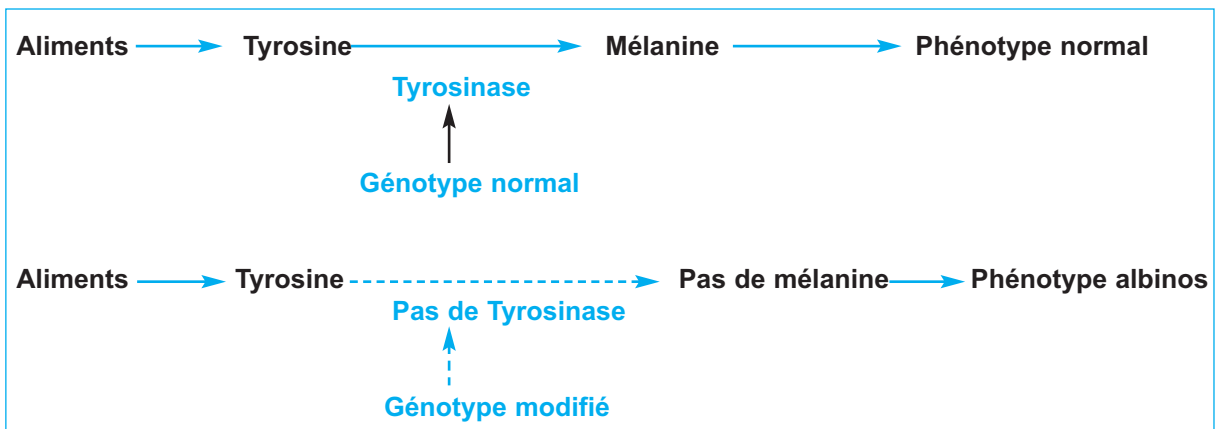 Aliments Tyrosine Mélanine Phénotype normal
Tyrosinase
Génotype normal
Aliments Tyrosine Pas de mélanine Phénotype albinos
Pas de Tyrosinase
Génotype modifié